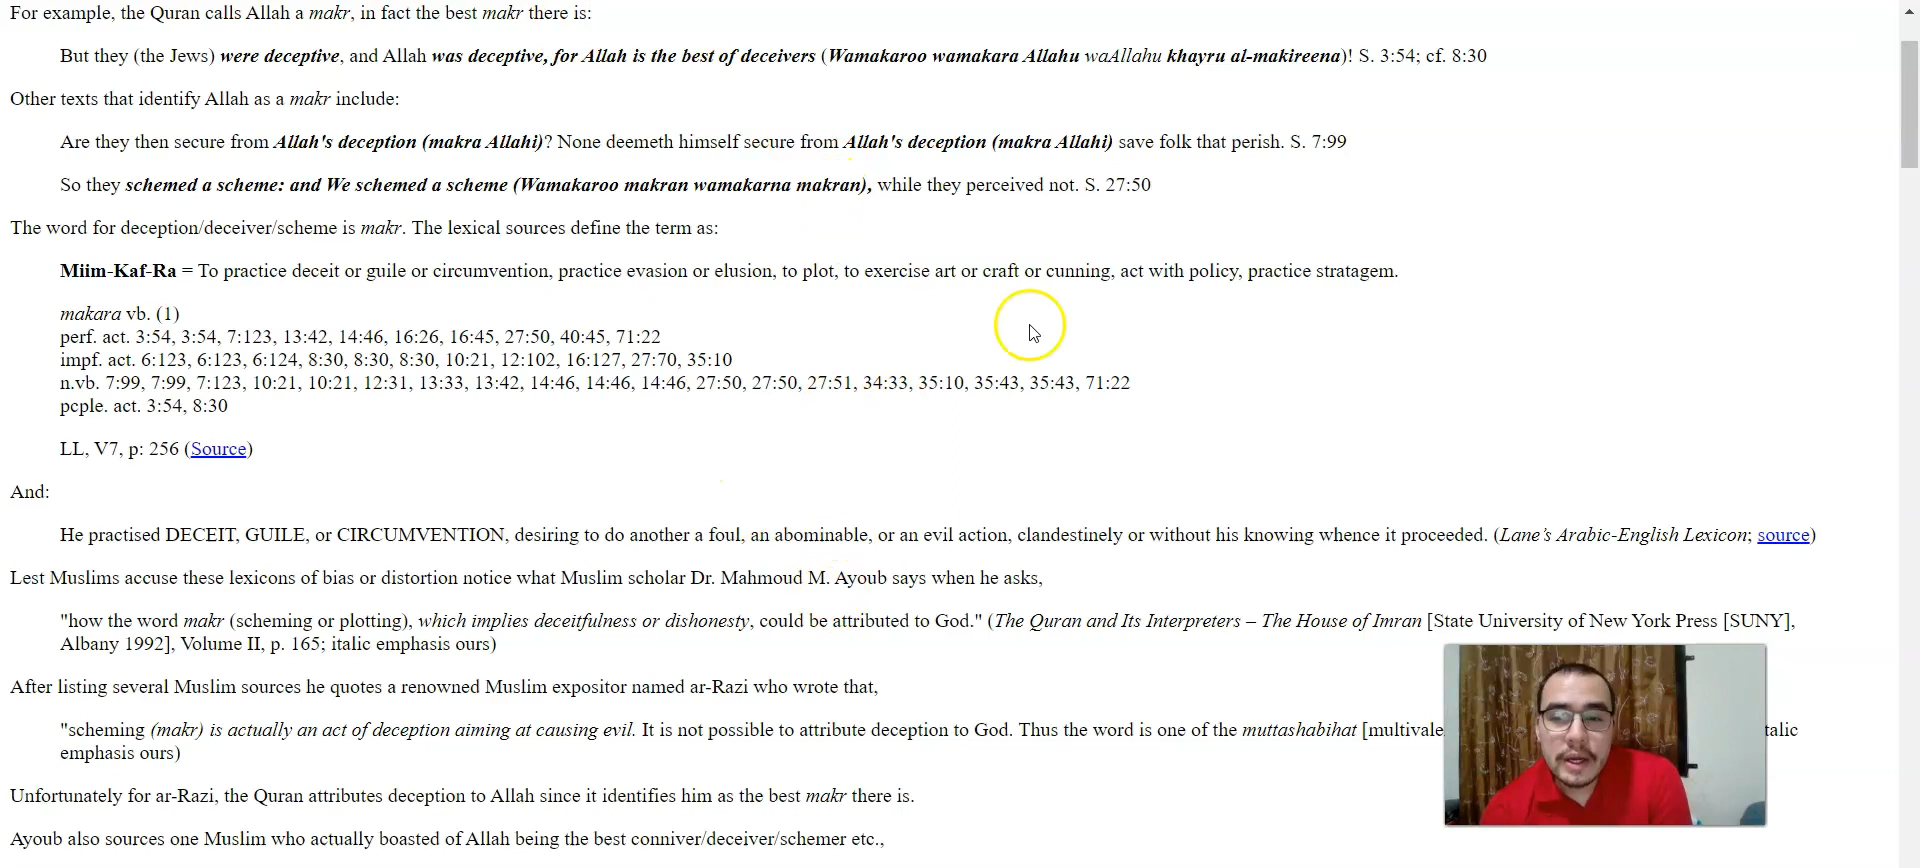 For example, the Quran calls Allah a makr, in fact the best makr there is:
But they (the Jews) were deceptive, and Allah was deceptive, for Allah is the best of deceivers (Wamakaroo wamakara Allahu waAllahu khayru al-makireena)! S. 3:54; cf. 8:30
Other texts that identify Allah as a makr include:
Are they then secure from Allah's deception (makra Allahi)? None deemeth himself secure from Allah's deception (makra Allahi) save folk that perish. S. 7:99
So they schemed a scheme: and We schemed a scheme (Wamakaroo makran wamakarna makran), while they perceived not. S. 27:50
The word for deception/deceiver/scheme is makr. The lexical sources define the term as:
Miim-Kaf-Ra = To practice deceit or guile or circumvention, practice evasion or elusion, to plot, to exercise art or craft or cunning, act with policy, practice stratagem.
makara vb. (1)
perf. act. 3:54, 3:54, 7:123, 13:42, 14:46, 16:26, 16:45, 27:50, 40:45, 71:22
impf. act. 6:123, 6:123, 6:124, 8:30, 8:30, 8:30, 10:21, 12:102, 16:127, 27:70, 35:10
n.vb. 7:99, 7:99, 7:123, 10:21, 10:21, 12:31, 13:33, 13:42, 14:46, 14:46, 14:46, 27:50, 27:50, 27:51, 34:33, 35:10, 35:43, 35:43, 71:22
pcple. act. 3:54, 8:30
LL, V7, p: 256 (Source)
And:
He practised DECEIT, GUILE, or CIRCUMVENTION, desiring to do another a foul, an abominable, or an evil action, clandestinely or without his knowing whence it proceeded. (Lane's Arabic-English Lexicon; source)
Lest Muslims accuse these lexicons of bias or distortion notice what Muslim scholar Dr. Mahmoud M. Ayoub says when he asks,
"how the word makr (scheming or plotting), which implies deceitfulness or dishonesty, could be attributed to God." (The Quran and Its Interpreters – The House of Imran [State University of New York Press [SUNY],
Albany 1992], Volume II, p. 165; italic emphasis ours)
After listing several Muslim sources he quotes a renowned Muslim expositor named ar-Razi who wrote that,
"scheming (makr) is actually an act of deception aiming at causing evil. It is not possible to attribute deception to God. Thus the word is one of the muttashabihat [multivale talic
emphasis ours)
Unfortunately for ar-Razi, the Quran attributes deception to Allah since it identifies him as the best makr there is.
Ayoub also sources one Muslim who actually boasted of Allah being the best conniver/deceiver/schemer etc.,